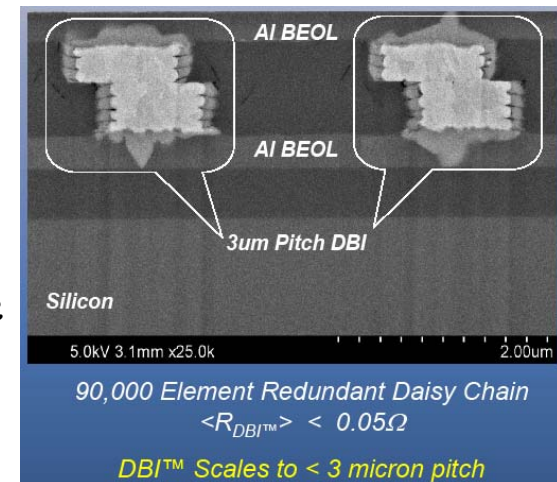 Al BEOL
Al BEOL
3um Pitch DBI
Silicon
5.0kV 3.1mm x25.0k 2.00um
90,000 Element Redundant Daisy Chain
<R_DBI™> < 0.05Ω
DBI™ Scales to < 3 micron pitch